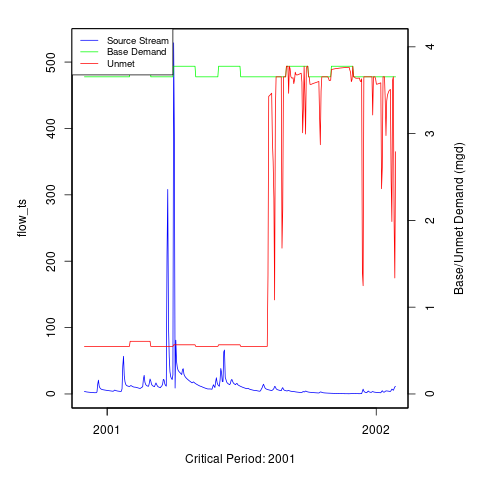 Source Stream
Base Demand
Unmet
flow_ts
0
100
200
300
400
500
Base/Unmet Demand (mgd)
0
1
2
3
4
2001
2002
Critical Period: 2001